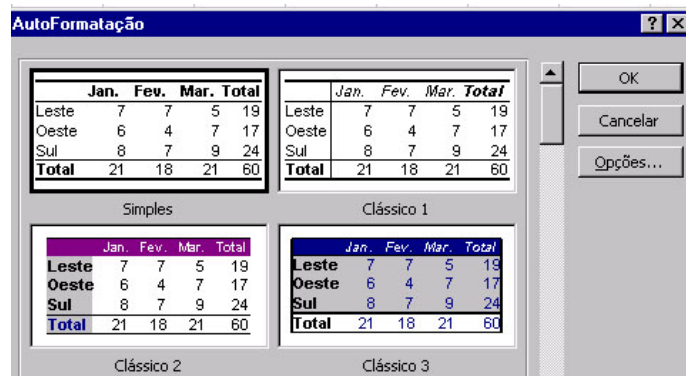 AutoFormatação ? X
Jan. Fev. Mar. Total
Leste 7 7 5 19
Oeste 6 4 7 17
Sul 8 7 9 24
Total 21 18 21 60
Simples
Jan. Fev. Mar. Total
Leste 7 7 5 19
Oeste 6 4 7 17
Sul 8 7 9 24
Total 21 18 21 60
Clássico 1
OK
Cancelar
Opções...
Jan. Fev. Mar. Total
Leste 7 7 5 19
Oeste 6 4 7 17
Sul 8 7 9 24
Total 21 18 21 60
Clássico 2
Jan. Fev. Mar. Total
Leste 7 7 5 19
Oeste 6 4 7 17
Sul 8 7 9 24
Total 21 18 21 60
Clássico 3